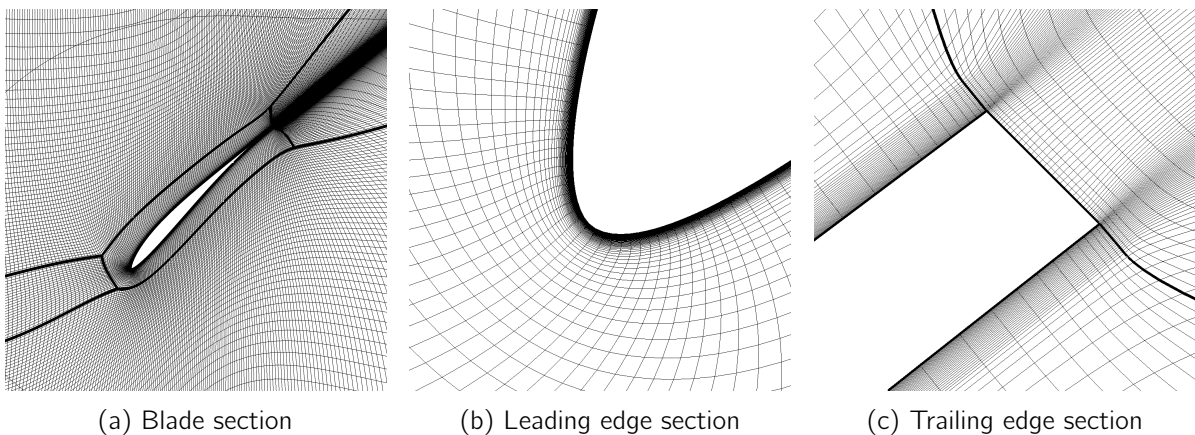 (a) Blade section
(b) Leading edge section
(c) Trailing edge section